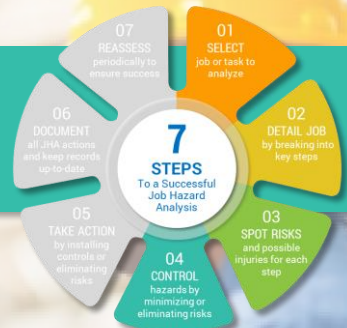 7
STEPS
To a Successful
Job Hazard
Analysis
01
SELECT
job or task to
analyze
02
DETAIL JOB
by breaking into
key steps
03
SPOT RISKS
and possible
injuries for each
step
04
CONTROL
hazards by
minimizing or
eliminating risks
05
TAKE ACTION
by installing
controls or
eliminating
risks
06
DOCUMENT
all JHA actions
and keep records
up-to-date
07
REASSESS
periodically to
ensure success